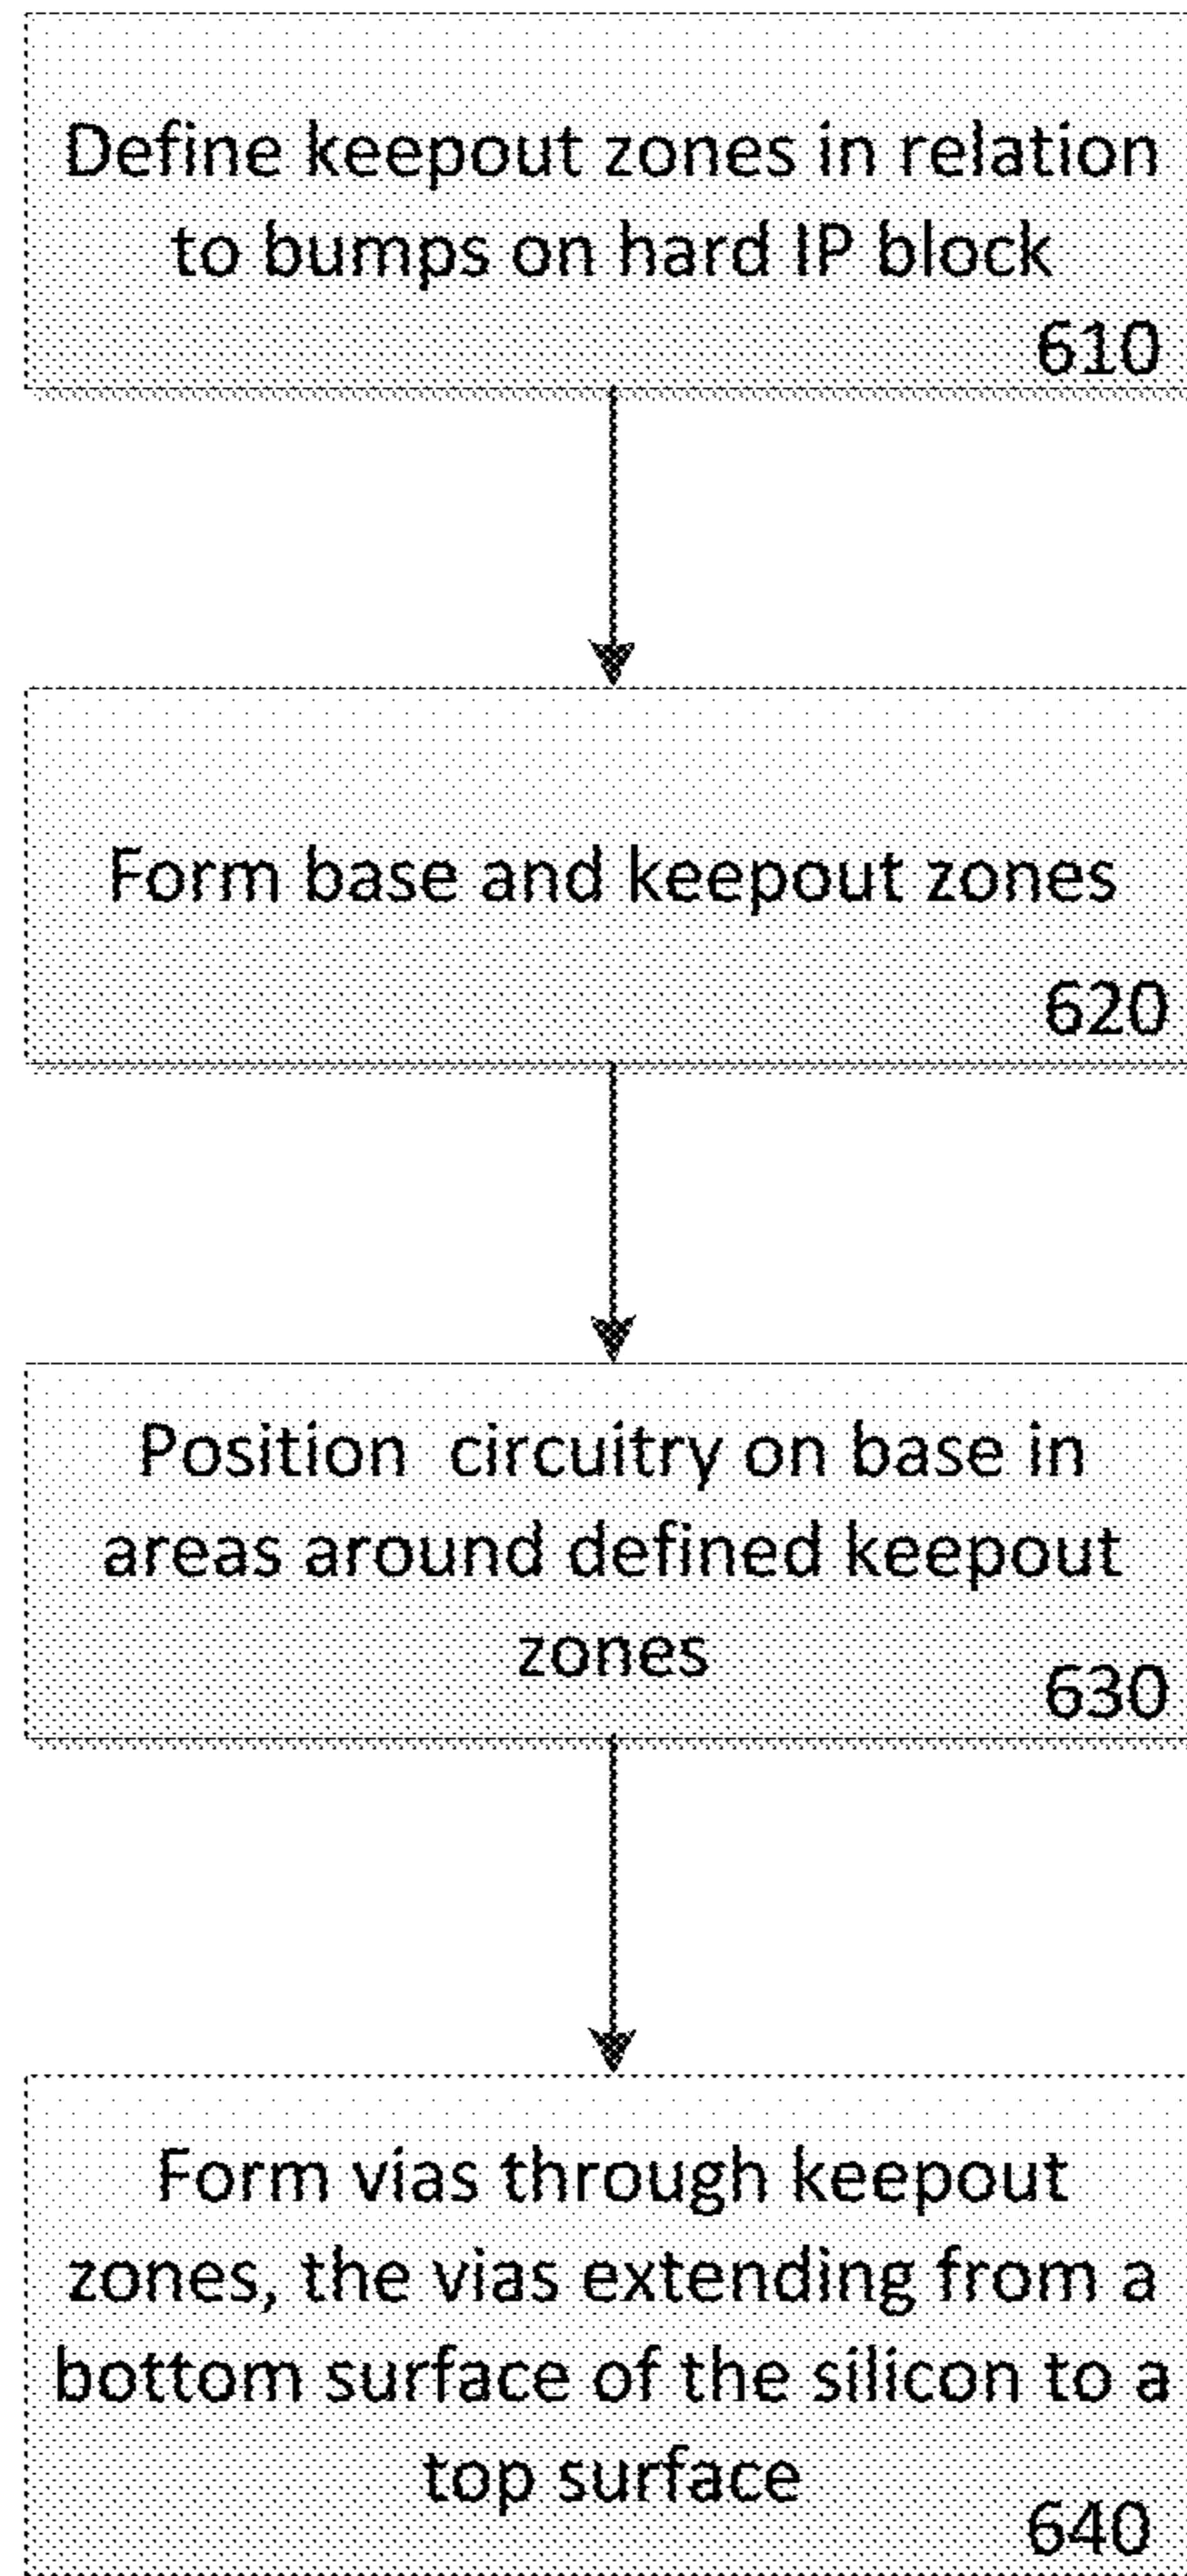 Define keepout zones in relation
to bumps on hard IP block
610
Form base and keepout zones
620
Position circuitry on base in
areas around defined keepout
zones
630
Form vias through keepout
zones, the vias extending from a
bottom surface of the silicon to a
top surface
640